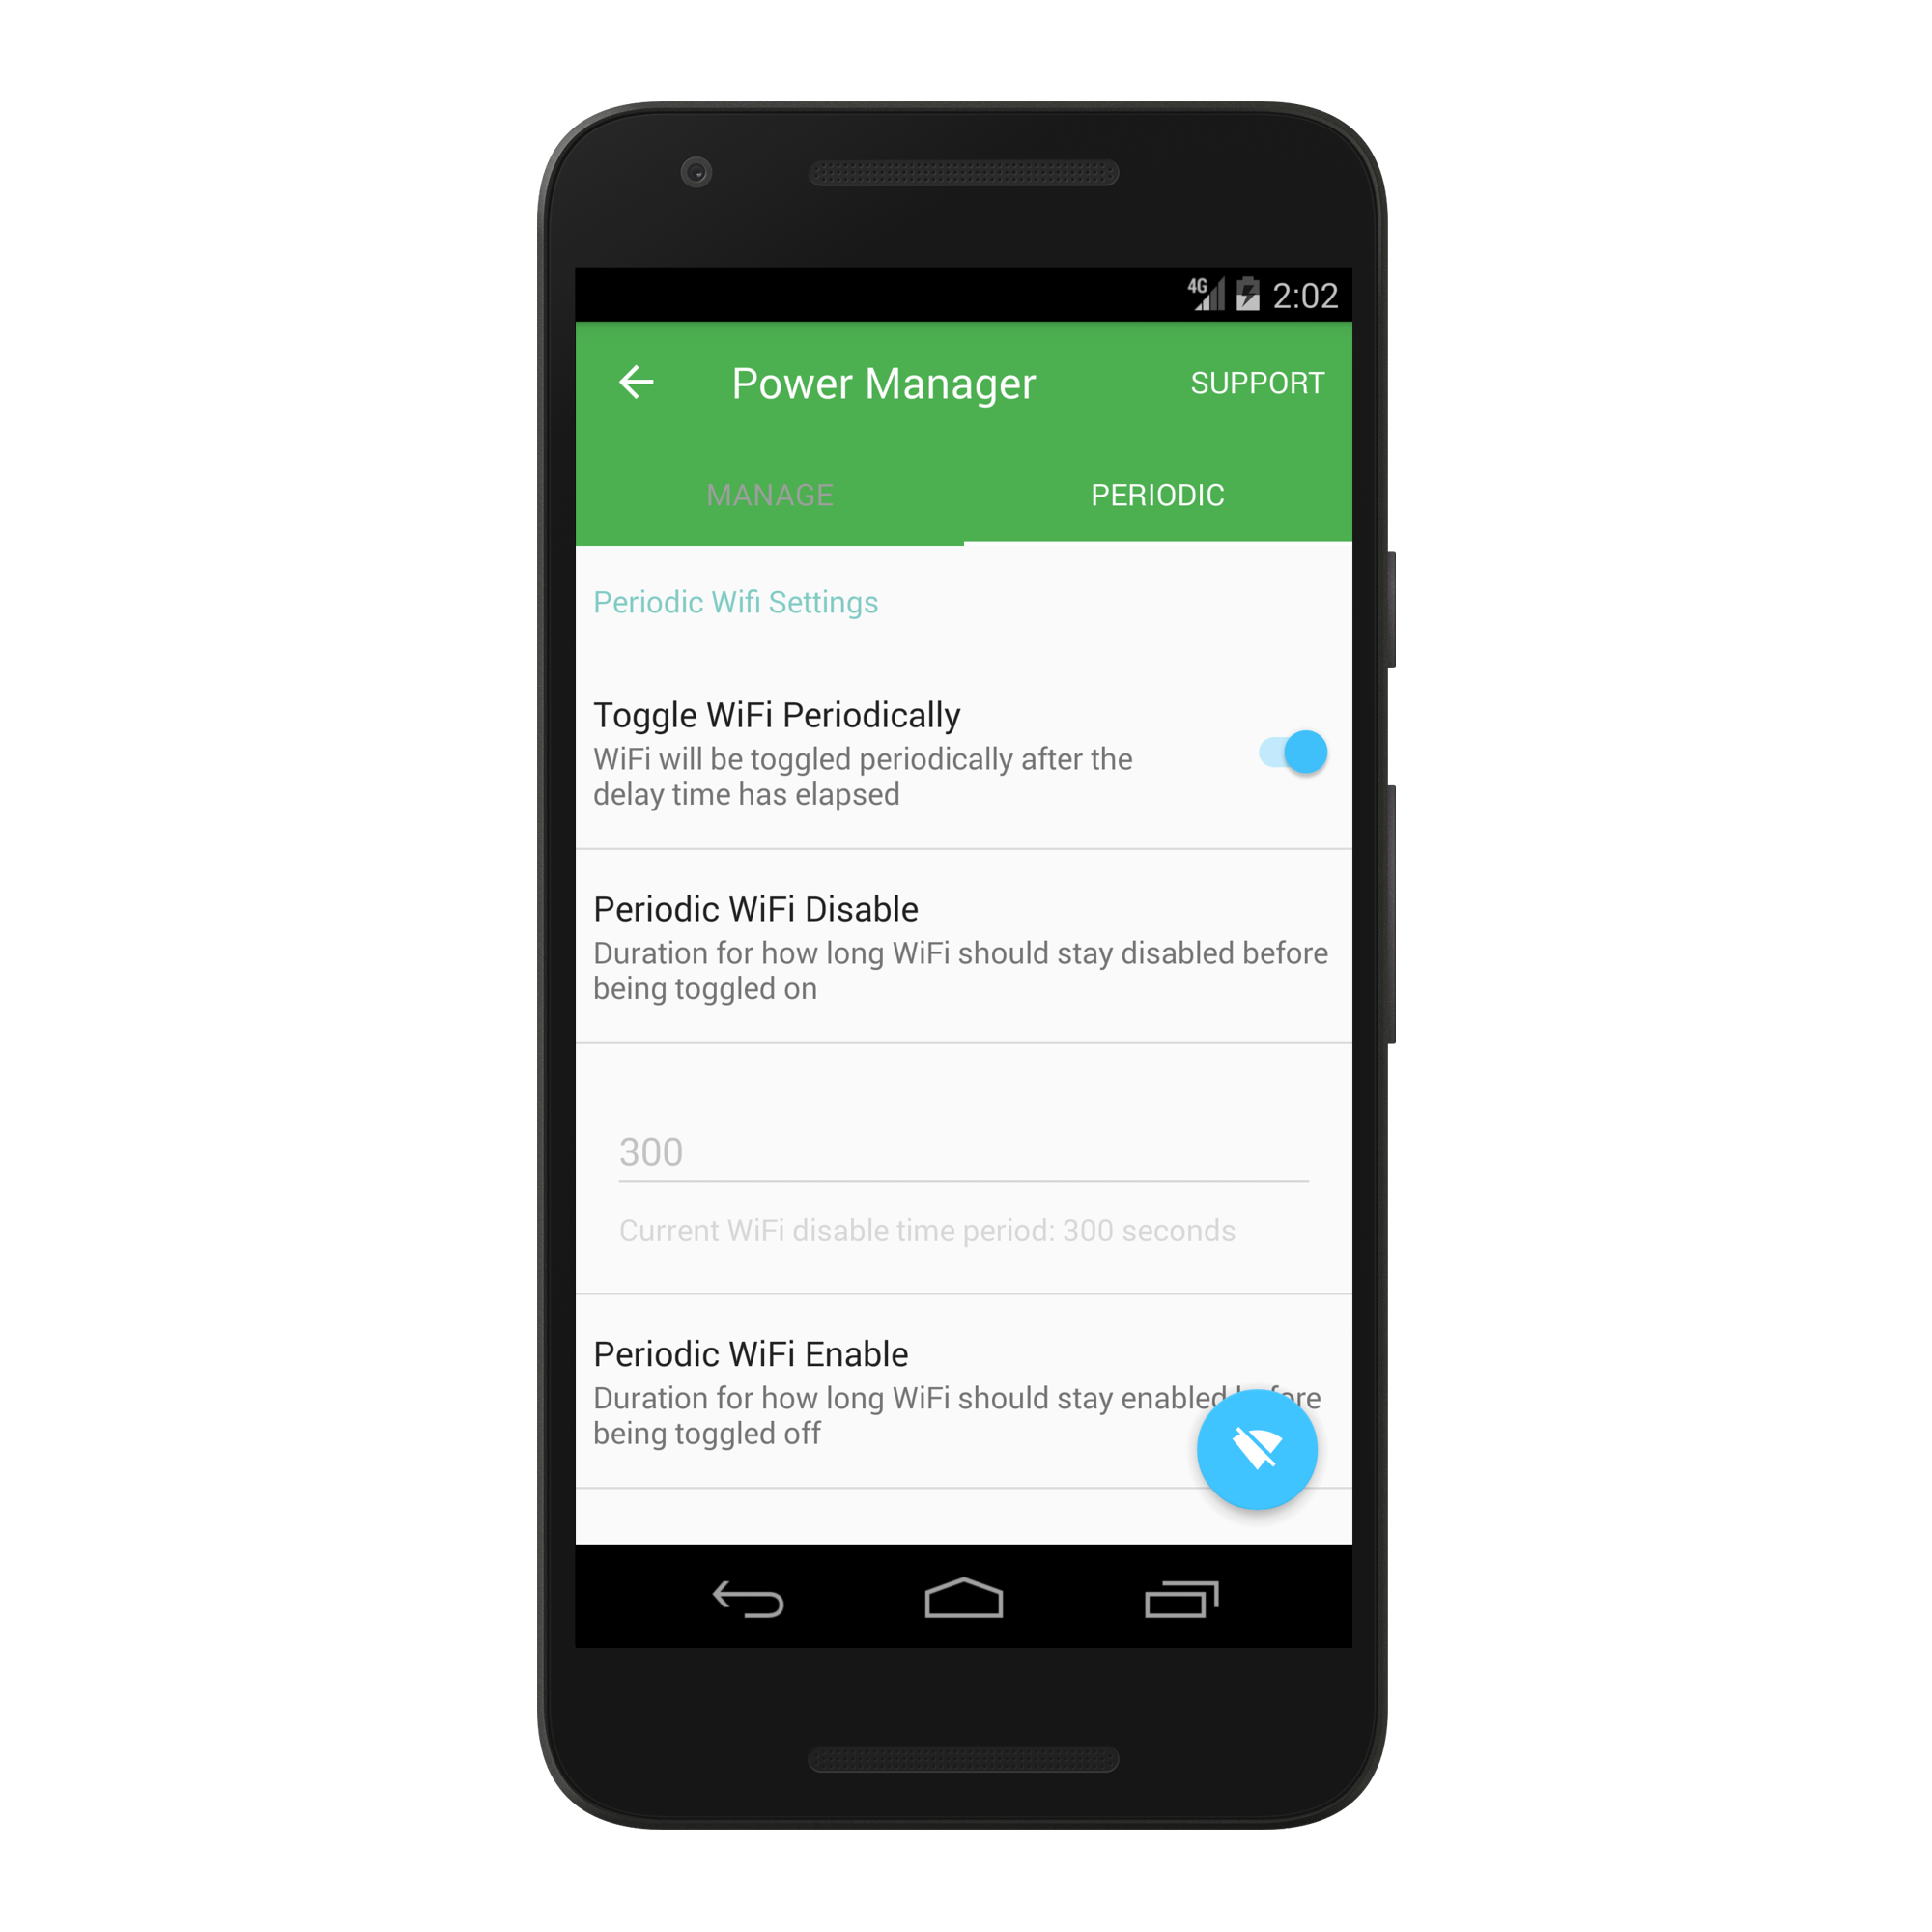 4G 2:02
Power Manager SUPPORT
MANAGE PERIODIC
Periodic Wifi Settings
Toggle WiFi Periodically
WiFi will be toggled periodically after the
delay time has elapsed
Periodic WiFi Disable
Duration for how long WiFi should stay disabled before
being toggled on
300
Current WiFi disable time period: 300 seconds
Periodic WiFi Enable
Duration for how long WiFi should stay enabled before
being toggled off